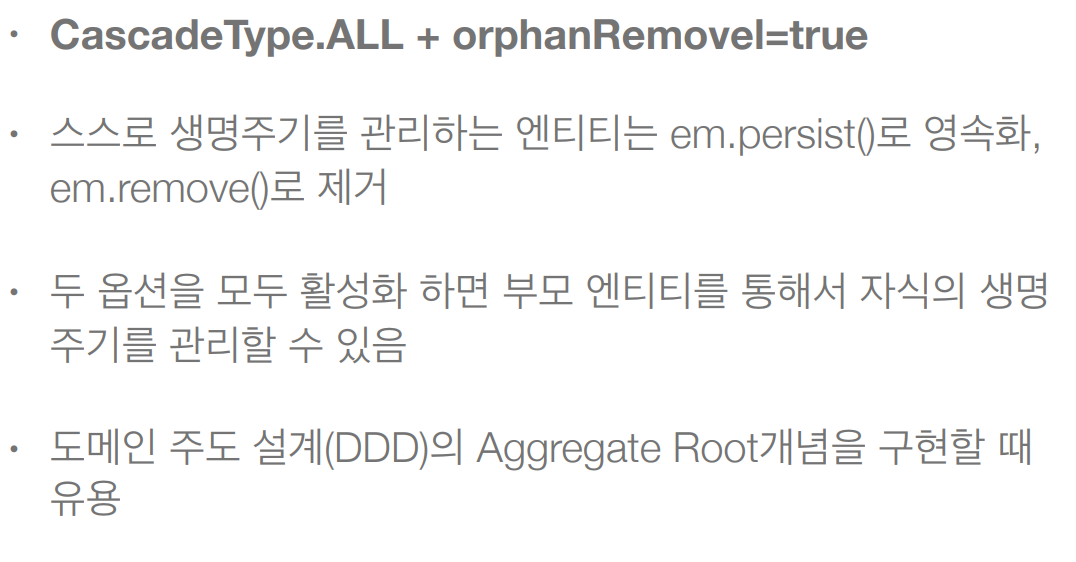 • CascadeType.ALL + orphanRemovel=true
• 스스로 생명주기를 관리하는 엔티티는 em.persist()로 영속화,
em.remove()로 제거
• 두 옵션을 모두 활성화 하면 부모 엔티티를 통해서 자식의 생명
주기를 관리할 수 있음
• 도메인 주도 설계(DDD)의 Aggregate Root개념을 구현할 때
유용